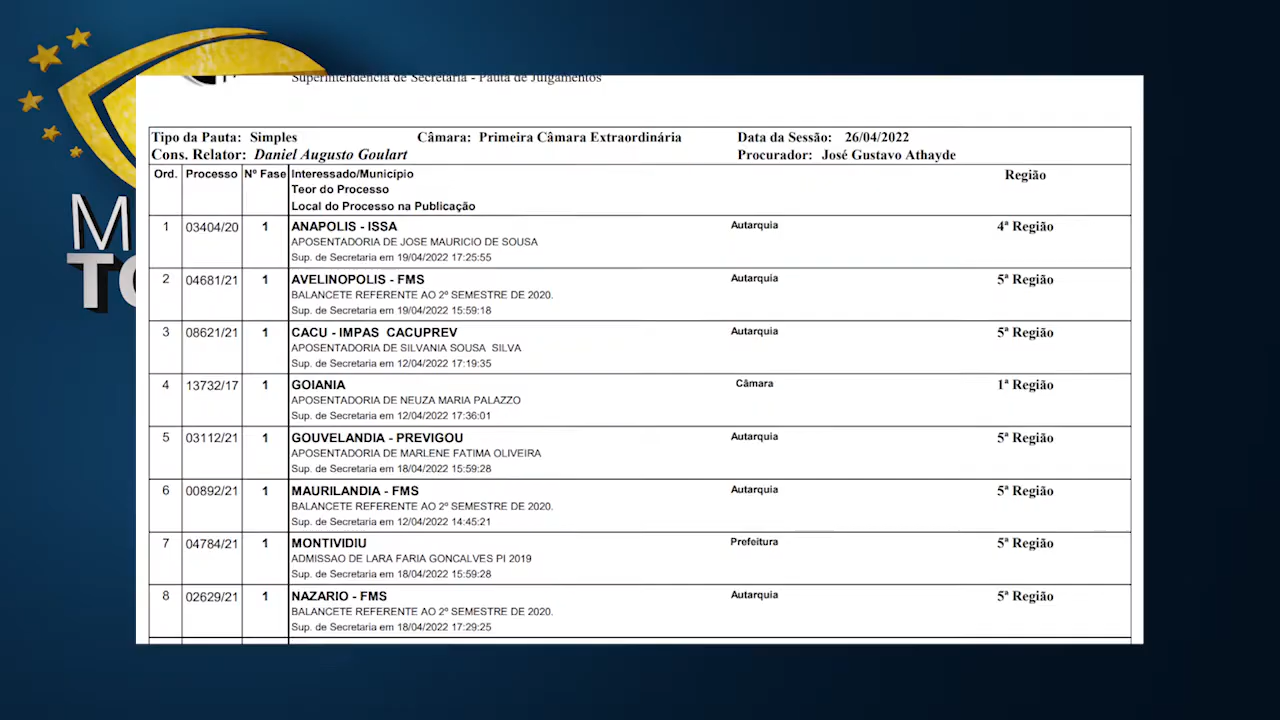 Superintendência de Secretaria - Pauta de Julgamentos
Tipo da Pauta: Simples Câmara: Primeira Câmara Extraordinária Data da Sessão: 26/04/2022
Cons. Relator: Daniel Augusto Goulart Procurador: José Gustavo Athayde
Ord. Processo Nº Fase Interessado/Município Região
Teor do Processo
Local do Processo na Publicação
1 03404/20 1 ANAPOLIS - ISSA Autarquia 4ª Região
APOSENTADORIA DE JOSE MAURICIO DE SOUSA
Sup. de Secretaria em 19/04/2022 17:25:55
2 04681/21 1 AVELINOPOLIS - FMS Autarquia 5ª Região
BALANCETE REFERENTE AO 2º SEMESTRE DE 2020.
Sup. de Secretaria em 19/04/2022 15:59:18
3 08621/21 1 CACU - IMPAS CACUPREV Autarquia 5ª Região
APOSENTADORIA DE SILVANIA SOUSA SILVA
Sup. de Secretaria em 12/04/2022 17:19:35
4 13732/17 1 GOIANIA Câmara 1ª Região
APOSENTADORIA DE NEUZA MARIA PALAZZO
Sup. de Secretaria em 12/04/2022 17:36:01
5 03112/21 1 GOUVELANDIA - PREVIGOU Autarquia 5ª Região
APOSENTADORIA DE MARLENE FATIMA OLIVEIRA
Sup. de Secretaria em 18/04/2022 15:59:28
6 00892/21 1 MAURILANDIA - FMS Autarquia 5ª Região
BALANCETE REFERENTE AO 2º SEMESTRE DE 2020.
Sup. de Secretaria em 12/04/2022 14:45:21
7 04784/21 1 MONTIVIDIU Prefeitura 5ª Região
ADMISSAO DE LARA FARIA GONCALVES PI 2019
Sup. de Secretaria em 18/04/2022 15:59:28
8 02629/21 1 NAZARIO - FMS Autarquia 5ª Região
BALANCETE REFERENTE AO 2º SEMESTRE DE 2020.
Sup. de Secretaria em 18/04/2022 17:29:25